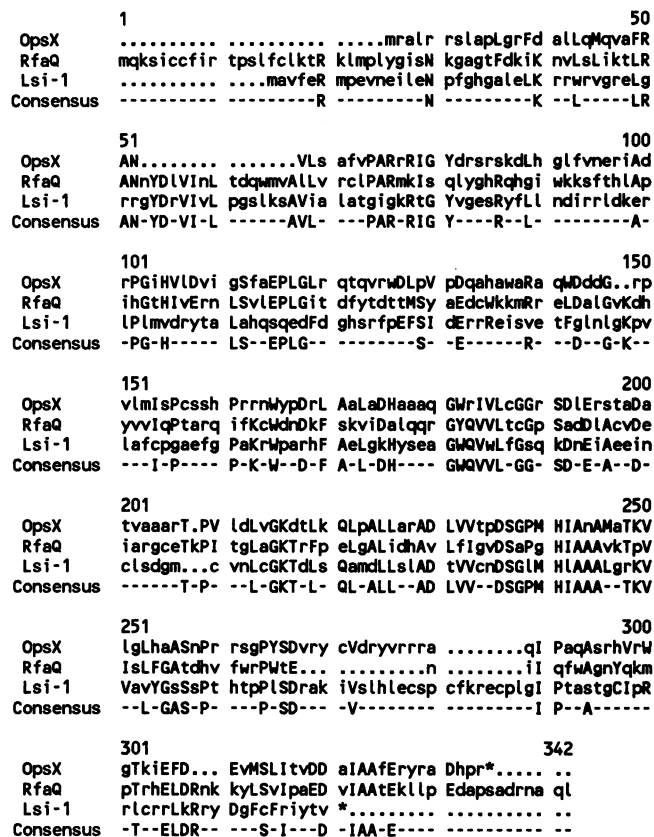 1 50
OpsX .......... .......... .....mralr rslapLgrFd alLqMqvaFR
RfaQ mqksiccfir tpslfclktR klmplygisN kgagtFdkiK nvLsLiktLR
Lsi-1 .......... ....mavfeR mpevneileN pfghgaleLK rrwrvgreLg
Consensus ---------R ---------N ---------K --L-----LR
51 100
OpsX AN........ .......VLs afvPARrRIG YdrsrskdLh glfvneriAd
RfaQ ANnYDlVINL tdqwmvALLv rclPARmkIs qlyghRqhgi wkksfthlAp
Lsi-1 rrgYDrVIvL pgslksAVia latgigkRtG YvgesRyfLl ndirrldker
Consensus AN-YD-VI-L ------AVL- ---PAR-RIG Y----R--L- --------A-
101 150
OpsX rPGiHVlDvi gSfaEPLGLr qtqvrwDLpV pDqahawaRa qWDddG..rp
RfaQ ihGtHIvErn LSvlEPLGit dfytdttMSy aEdcWkkmRr eLDalGvKdh
Lsi-1 lPlmvdryta LahqsqedFd ghsrfpEFSI dErrReisve tFglnlgKpv
Consensus -PG-H----- LS--EPLG-- --------S- -E------R- --D--G-K--
151 200
OpsX vlmIsPcssh PrrnWypDrL AaLaDHaaaq GWrIVLcGGr SDlErstaDa
RfaQ yvvIqPtarq ifKcWdnDkF skviDalqqr GYQVVLtcGp SadDlAcvDe
Lsi-1 lafcpgaefg PaKrWparhF AeLgkHysea GWQVwLfGsq kDnEiAeein
Consensus ---I-P---- P-K-W--D-F A-L-DH---- GWQVVL-GG- SD-E-A--D-
201 250
OpsX tvaaarT.PV ldLvGKdtLk QLpALLarAD LVVtpDSGPM HIAnAMaTKV
RfaQ iargceTkPI tgLaGKTrFp eLgALidhAv LfIgvDSaPg HIAAAvkTpV
Lsi-1 clsdgm...c vnLcGKTdLs QamdLLslAD tVVcnDSGlM HlAAALgrKV
Consensus ------T-P- --L-GKT-L- QL-ALL--AD LVV--DSGPM HIAAA--TKV
251 300
OpsX lgLhaASnPr rsgPYSDvry cVdryvrrra ........qI PaqAsrhVrW
RfaQ IsLFGAtdhv fwrPWtE... .........n ........iI qfwAgnYqkm
Lsi-1 VavYGsSsPt htpPlSDrak iVslhlecsp cfkrecplgI PtastgCIpR
Consensus --L-GAS-P- ---P-SD--- -V-------- ---------I P--A------
301 342
OpsX gTkiEFD... EvMSLItvDD aIAAfEryra Dhpr*..... ..
RfaQ pTrhELDRnk kyLSvIpaED vIAAtEkllp Edapsadrna ql
Lsi-1 rlcrrLkRry DgFcFriytv *......... .......... ..
Consensus -T--ELDR-- ---S-I---D -IAA-E---- ---------- --